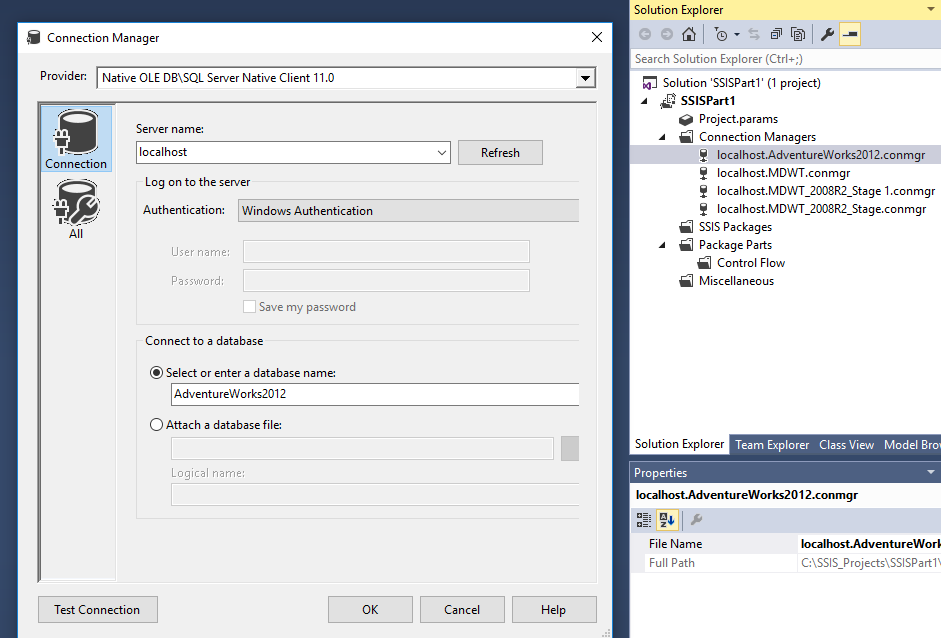 Connection Manager
Provider: Native OLE DB\SQL Server Native Client 11.0
Connection
All
Server name:
localhost
Refresh
Log on to the server
Authentication: Windows Authentication
User name:
Password:
Save my password
Connect to a database
Select or enter a database name:
AdventureWorks2012
Attach a database file:
Logical name:
Test Connection
OK
Cancel
Help
Solution Explorer
Search Solution Explorer (Ctrl+;)
Solution 'SSISPart1' (1 project)
SSISPart1
Project.params
Connection Managers
localhost.AdventureWorks2012.conmgr
localhost.MDWT.conmgr
localhost.MDWT_2008R2_Stage 1.conmgr
localhost.MDWT_2008R2_Stage.conmgr
SSIS Packages
Package Parts
Control Flow
Miscellaneous
Solution Explorer Team Explorer Class View Model Brow
Properties
localhost.AdventureWorks2012.conmgr
File Name localhost.AdventureWork
Full Path C:\SSIS_Projects\SSISPart1\